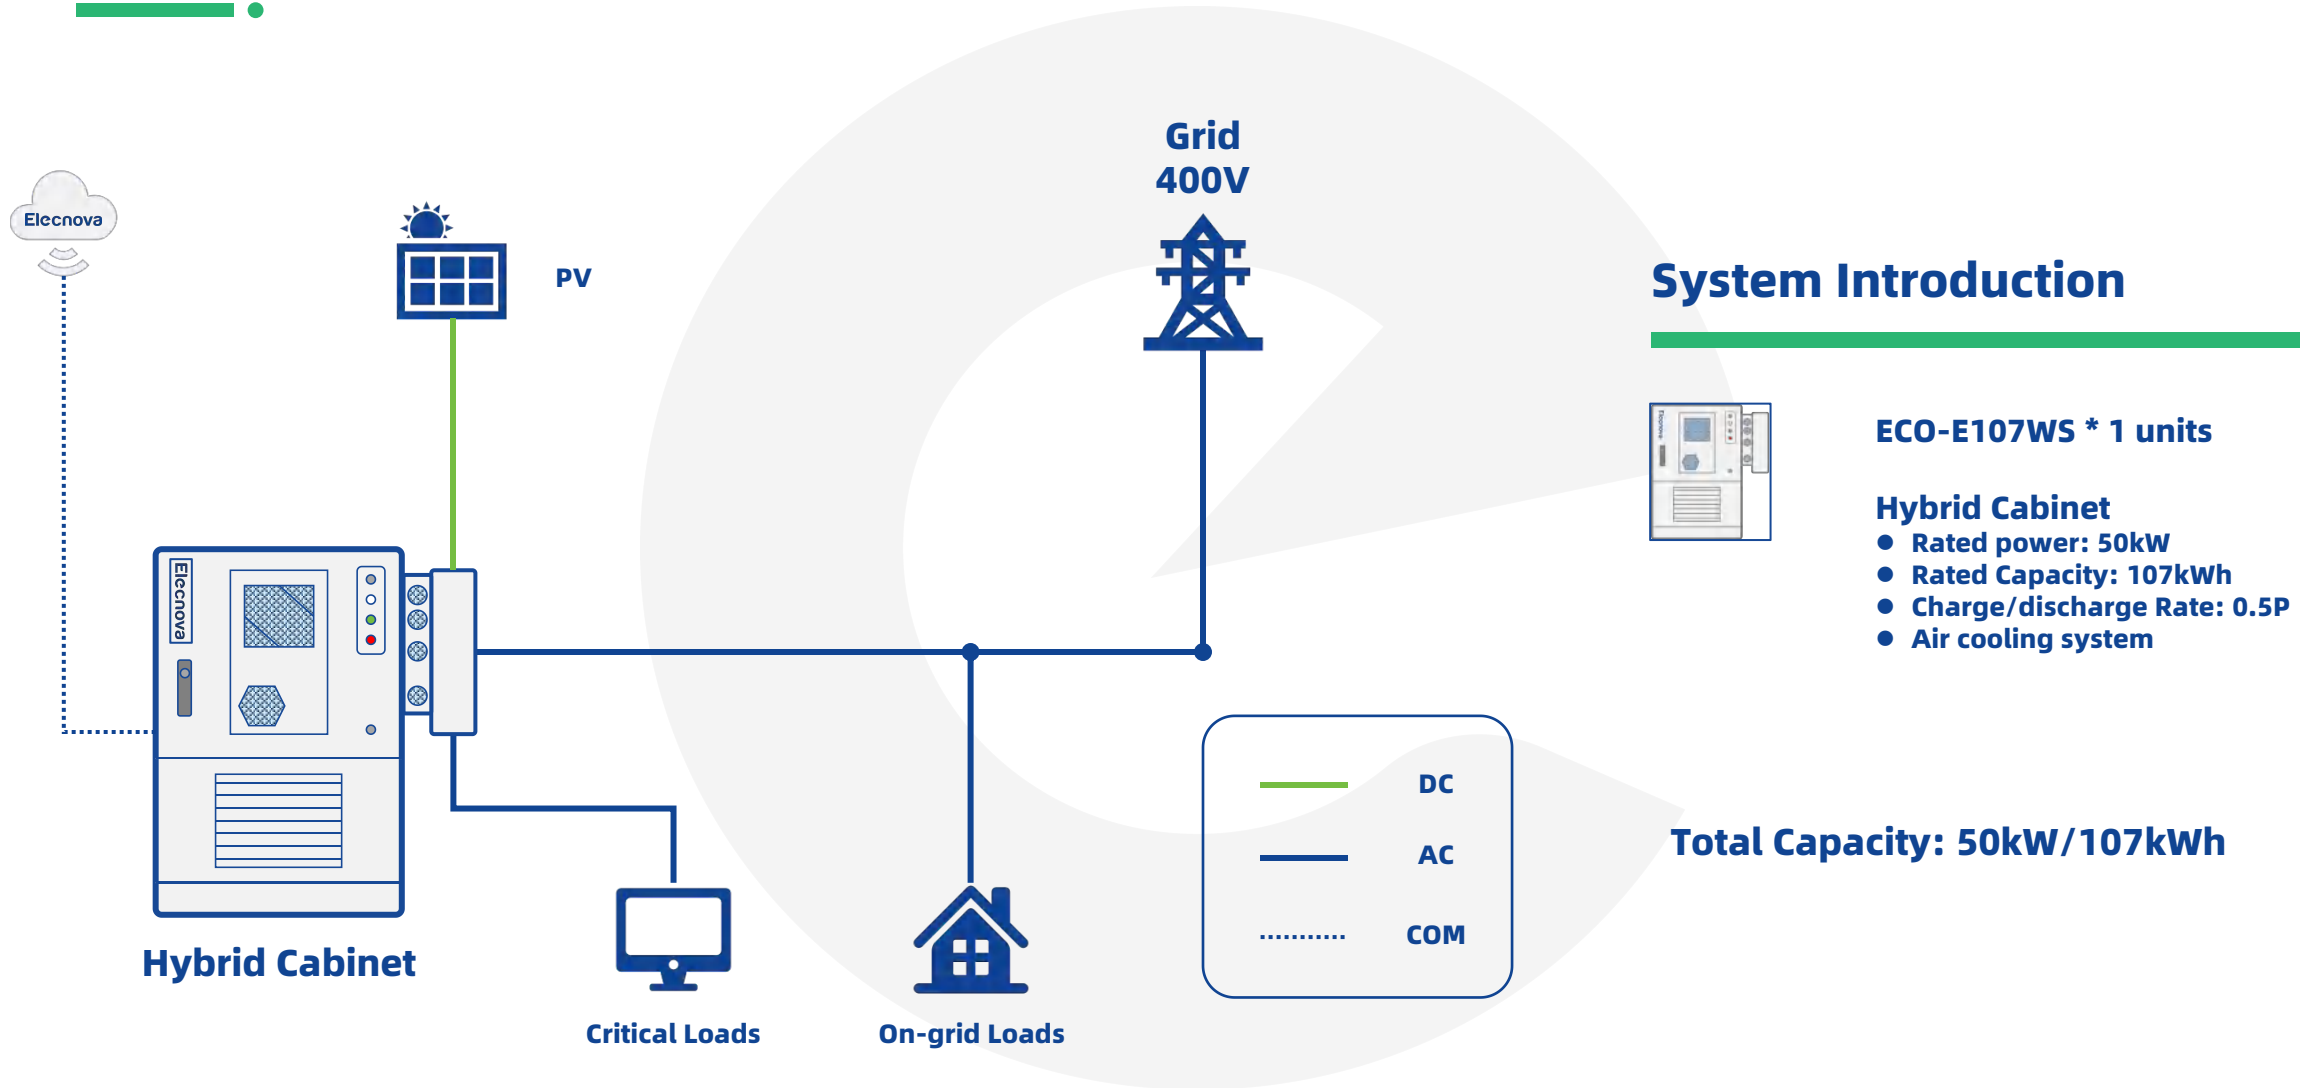 Elecnova
PV
Grid
400V
Elecnova
Hybrid Cabinet
Critical Loads
On-grid Loads
DC
AC
COM
System Introduction
Elecnova
ECO-E107WS * 1 units
Hybrid Cabinet
● Rated power: 50kW
● Rated Capacity: 107kWh
● Charge/discharge Rate: 0.5P
● Air cooling system
Total Capacity: 50kW/107kWh